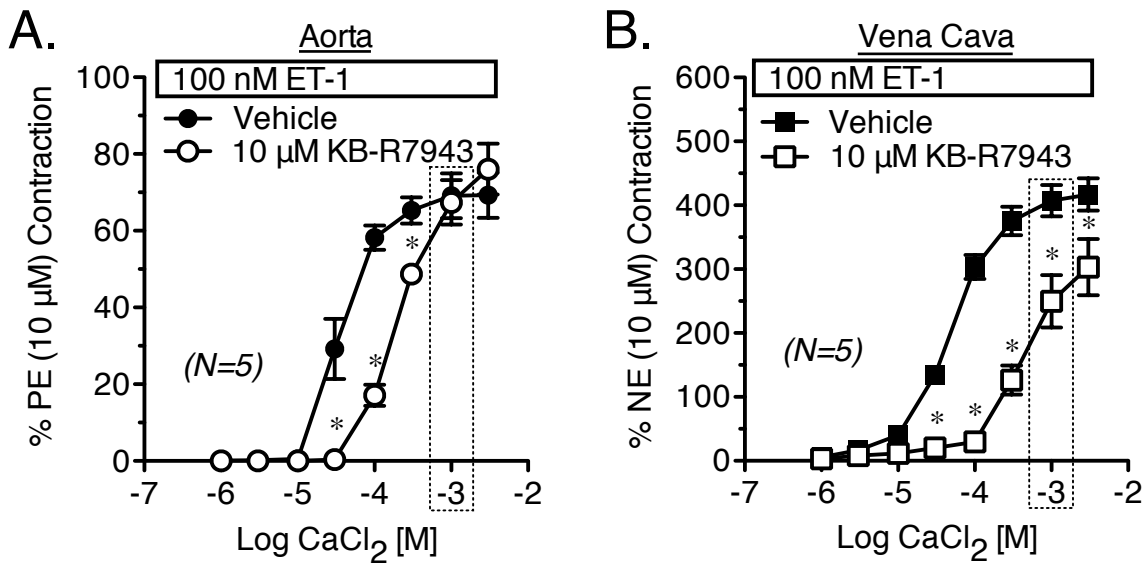 A.
Aorta
100 nM ET-1
Vehicle
10 µM KB-R7943
% PE (10 µM) Contraction
100
80
60
40
20
0
*
*
*
(N=5)
-7
-6
-5
-4
-3
-2
Log CaCl2 [M]
B.
Vena Cava
100 nM ET-1
Vehicle
10 µM KB-R7943
% NE (10 µM) Contraction
600
500
400
300
200
100
0
*
*
*
*
*
(N=5)
-7
-6
-5
-4
-3
-2
Log CaCl2 [M]